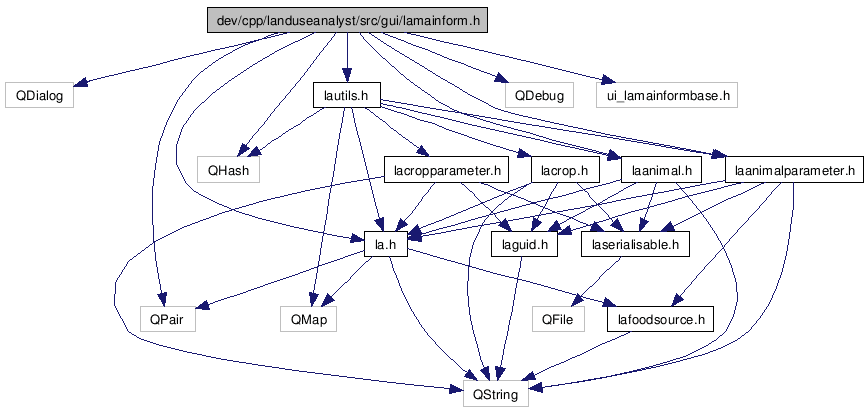 dev/cpp/landuseanalyst/src/gui/lamainform.h
QDialog
lautils.h
QDebug
ui_lamainformbase.h
QHash
lacropparameter.h
lacrop.h
laanimal.h
laanimalparameter.h
la.h
laguid.h
laserialisable.h
QPair
QMap
QFile
lafoodsource.h
QString